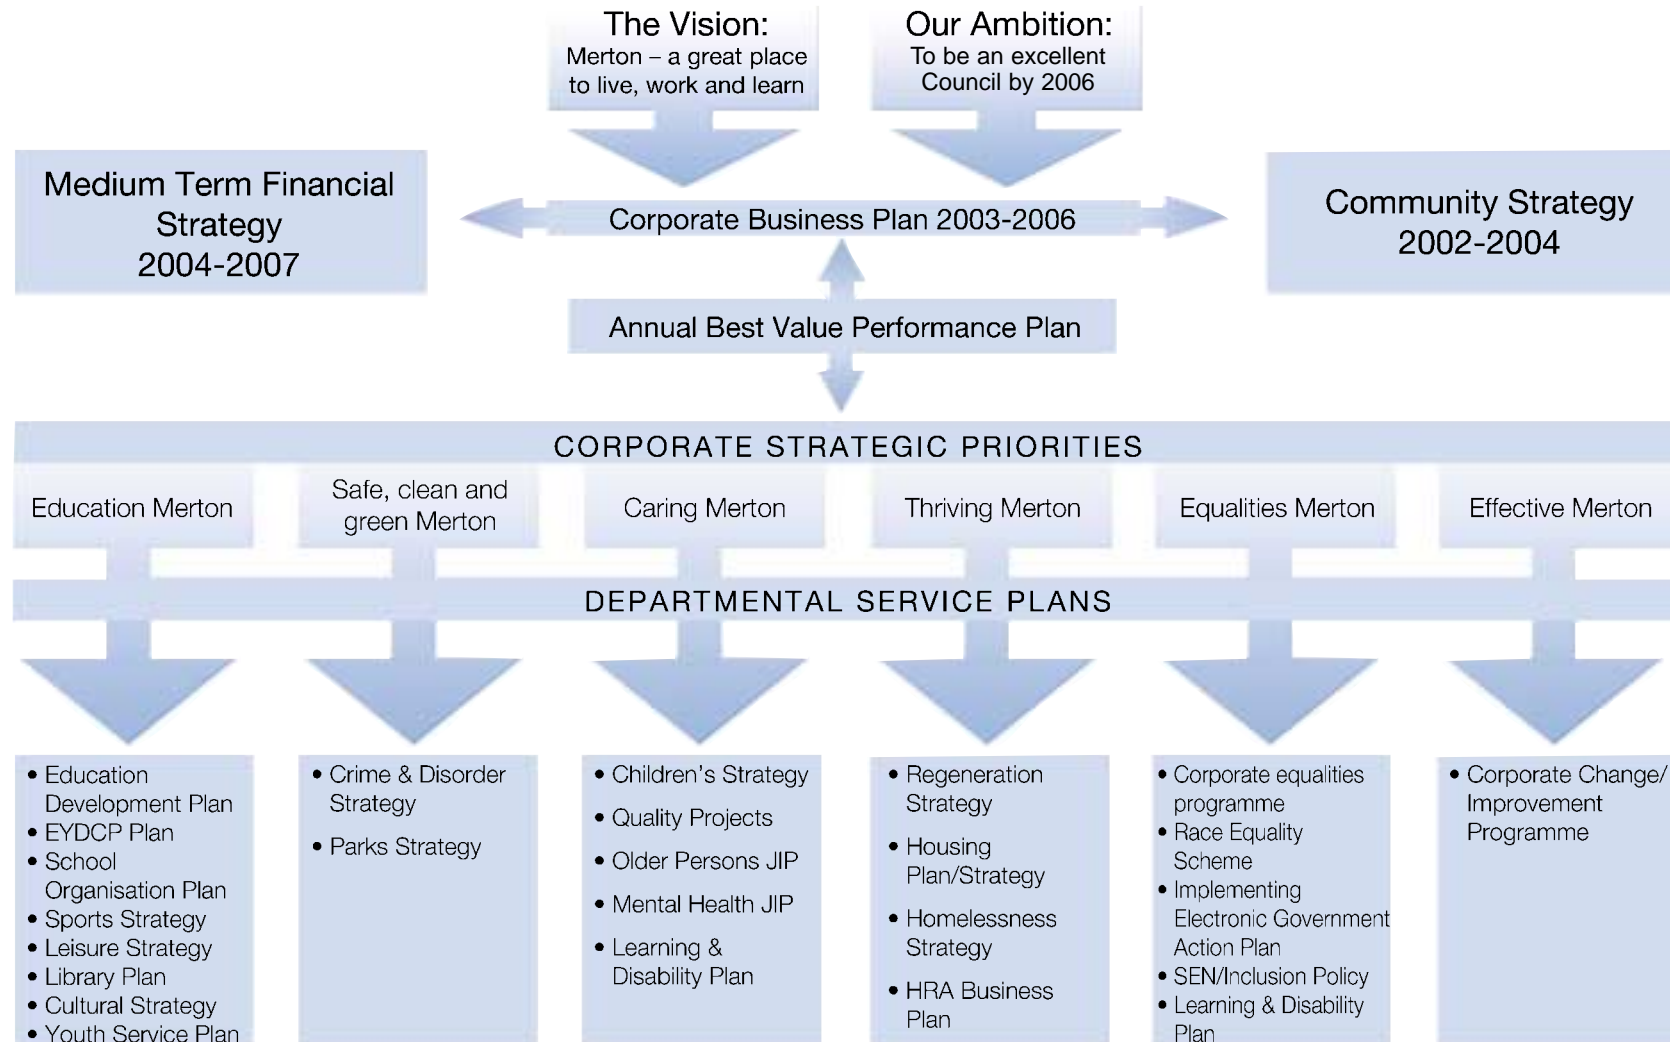 The Vision:
Merton – a great place
to live, work and learn
Our Ambition:
To be an excellent
Council by 2006
Medium Term Financial
Strategy
2004-2007
Corporate Business Plan 2003-2006
Community Strategy
2002-2004
Annual Best Value Performance Plan
CORPORATE STRATEGIC PRIORITIES
Education Merton
Safe, clean and
green Merton
Caring Merton
Thriving Merton
Equalities Merton
Effective Merton
DEPARTMENTAL SERVICE PLANS
• Education
Development Plan
• EYDCP Plan
• School
Organisation Plan
• Sports Strategy
• Leisure Strategy
• Library Plan
• Cultural Strategy
• Youth Service Plan
• Crime & Disorder
Strategy
• Parks Strategy
• Children's Strategy
• Quality Projects
• Older Persons JIP
• Mental Health JIP
• Learning &
Disability Plan
• Regeneration
Strategy
• Housing
Plan/Strategy
• Homelessness
Strategy
• HRA Business
Plan
• Corporate equalities
programme
• Race Equality
Scheme
• Implementing
Electronic Government
Action Plan
• SEN/Inclusion Policy
• Learning & Disability
Plan
• Corporate Change/
Improvement
Programme